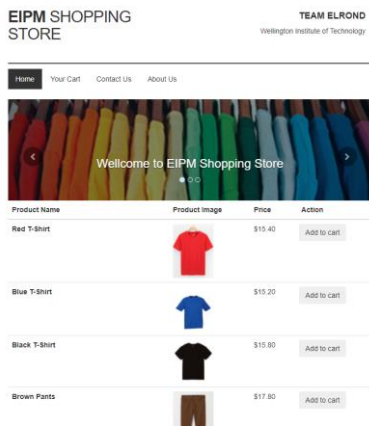 EIPM SHOPPING
STORE
TEAM ELROND
Wellington Institute of Technology
Home Your Cart Contact Us About Us
Wellcome to EIPM Shopping Store
Product Name Product Image Price Action
Red T-Shirt $15.40 Add to cart
Blue T-Shirt $15.20 Add to cart
Black T-Shirt $15.80 Add to cart
Brown Pants $17.80 Add to cart